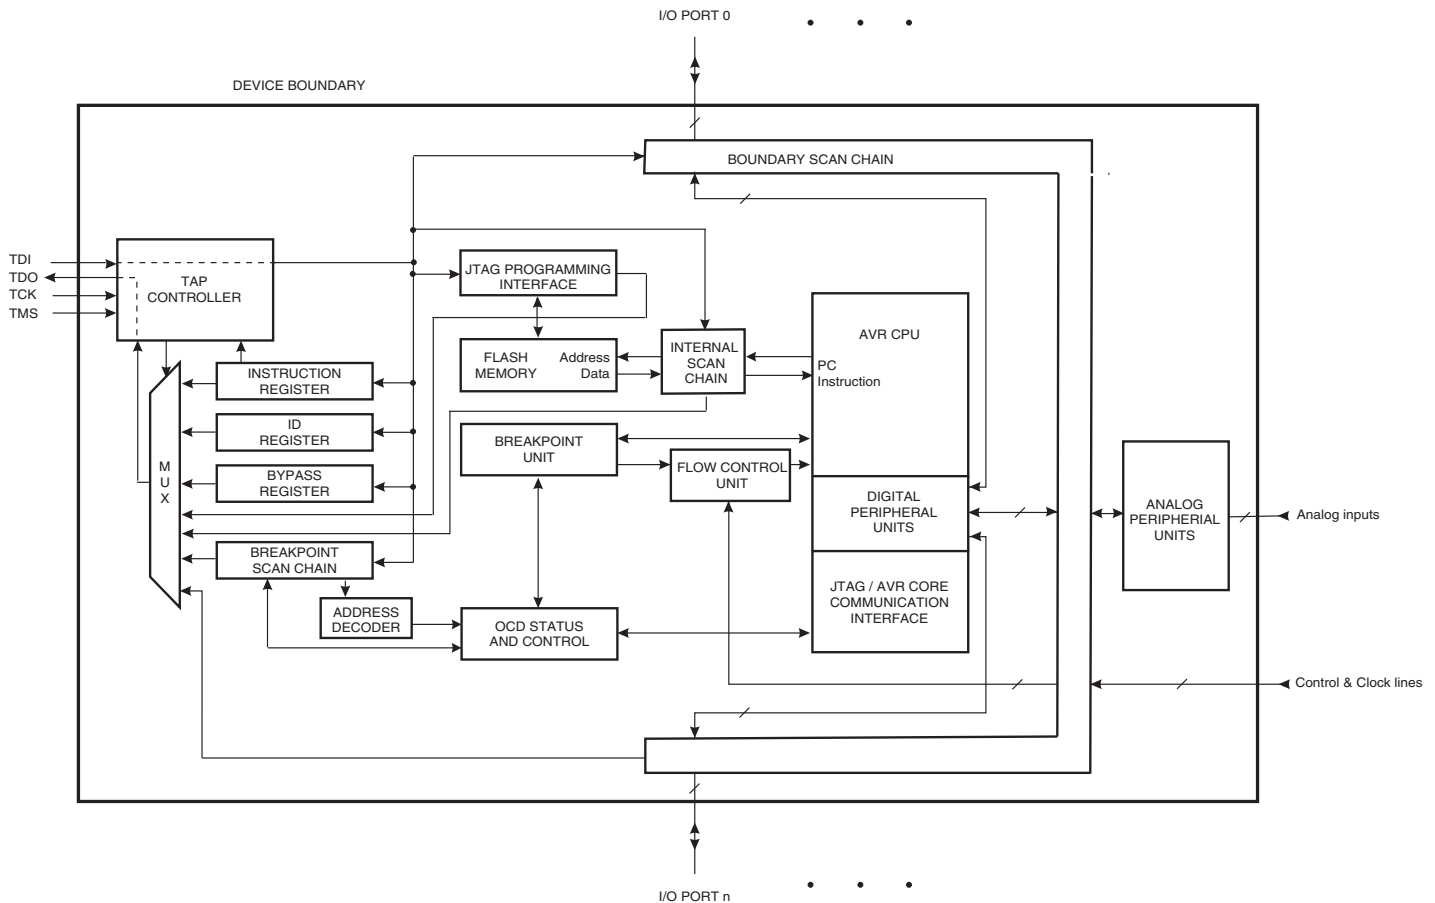 I/O PORT 0
DEVICE BOUNDARY
BOUNDARY SCAN CHAIN
TDI
TDO
TCK
TMS
TAP
CONTROLLER
JTAG PROGRAMMING
INTERFACE
FLASH
MEMORY
Address
Data
INTERNAL
SCAN
CHAIN
AVR CPU
PC
Instruction
INSTRUCTION
REGISTER
ID
REGISTER
BYPASS
REGISTER
M
U
X
BREAKPOINT
UNIT
FLOW CONTROL
UNIT
DIGITAL
PERIPHERAL
UNITS
ANALOG
PERIPHERIAL
UNITS
Analog inputs
BREAKPOINT
SCAN CHAIN
ADDRESS
DECODER
OCD STATUS
AND CONTROL
JTAG / AVR CORE
COMMUNICATION
INTERFACE
Control & Clock lines
I/O PORT n